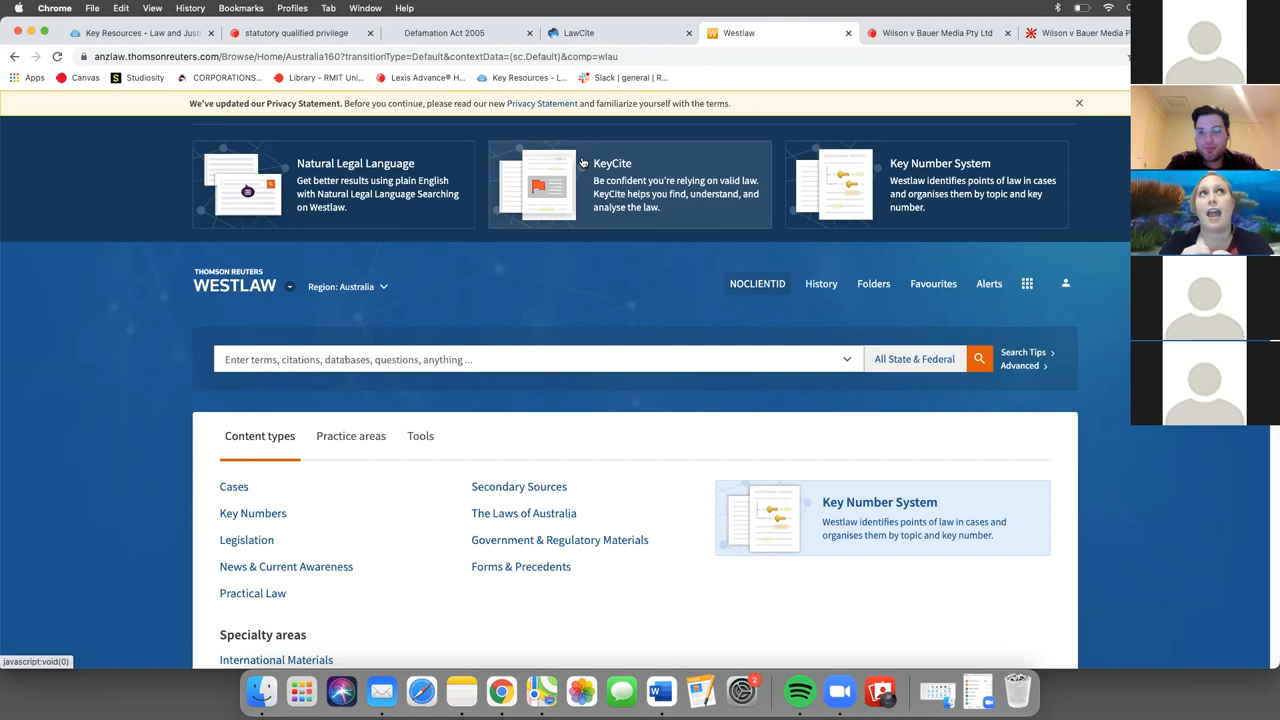 Chrome File Edit View History Bookmarks Profiles Tab Window Help
Key Resources - Law and Justi
statutory qualified privilege
Defamation Act 2005
LawCite
Westlaw
Wilson v Bauer Media Pty Ltd
Wilson v Bauer Media P
anzlaw.thomsonreuters.com/Browse/Home/Australia160?transitionType=Default&contextData=(sc.Default)&comp=wlau
Apps Canvas Studiosity CORPORATIONS... Library - RMIT Uni... Lexis Advance® H... Key Resources - L... Slack | general | R...
We've updated our Privacy Statement. Before you continue, please read our new Privacy Statement and familiarize yourself with the terms.
Natural Legal Language
Get better results using plain English
with Natural Legal Language Searching
on Westlaw.
KeyCite
Be confident you're relying on valid law.
KeyCite helps you find, understand, and
analyse the law.
Key Number System
Westlaw identifies points of law in cases
and organises them by topic and key
number.
THOMSON REUTERS
WESTLAW
Region: Australia
NOCLIENTID History Folders Favourites Alerts
Enter terms, citations, databases, questions, anything ...
All State & Federal
Search Tips
Advanced
Content types Practice areas Tools
Cases
Key Numbers
Legislation
News & Current Awareness
Practical Law
Secondary Sources
The Laws of Australia
Government & Regulatory Materials
Forms & Precedents
Key Number System
Westlaw identifies points of law in cases and
organises them by topic and key number.
Specialty areas
International Materials
javascript:void(0)
2